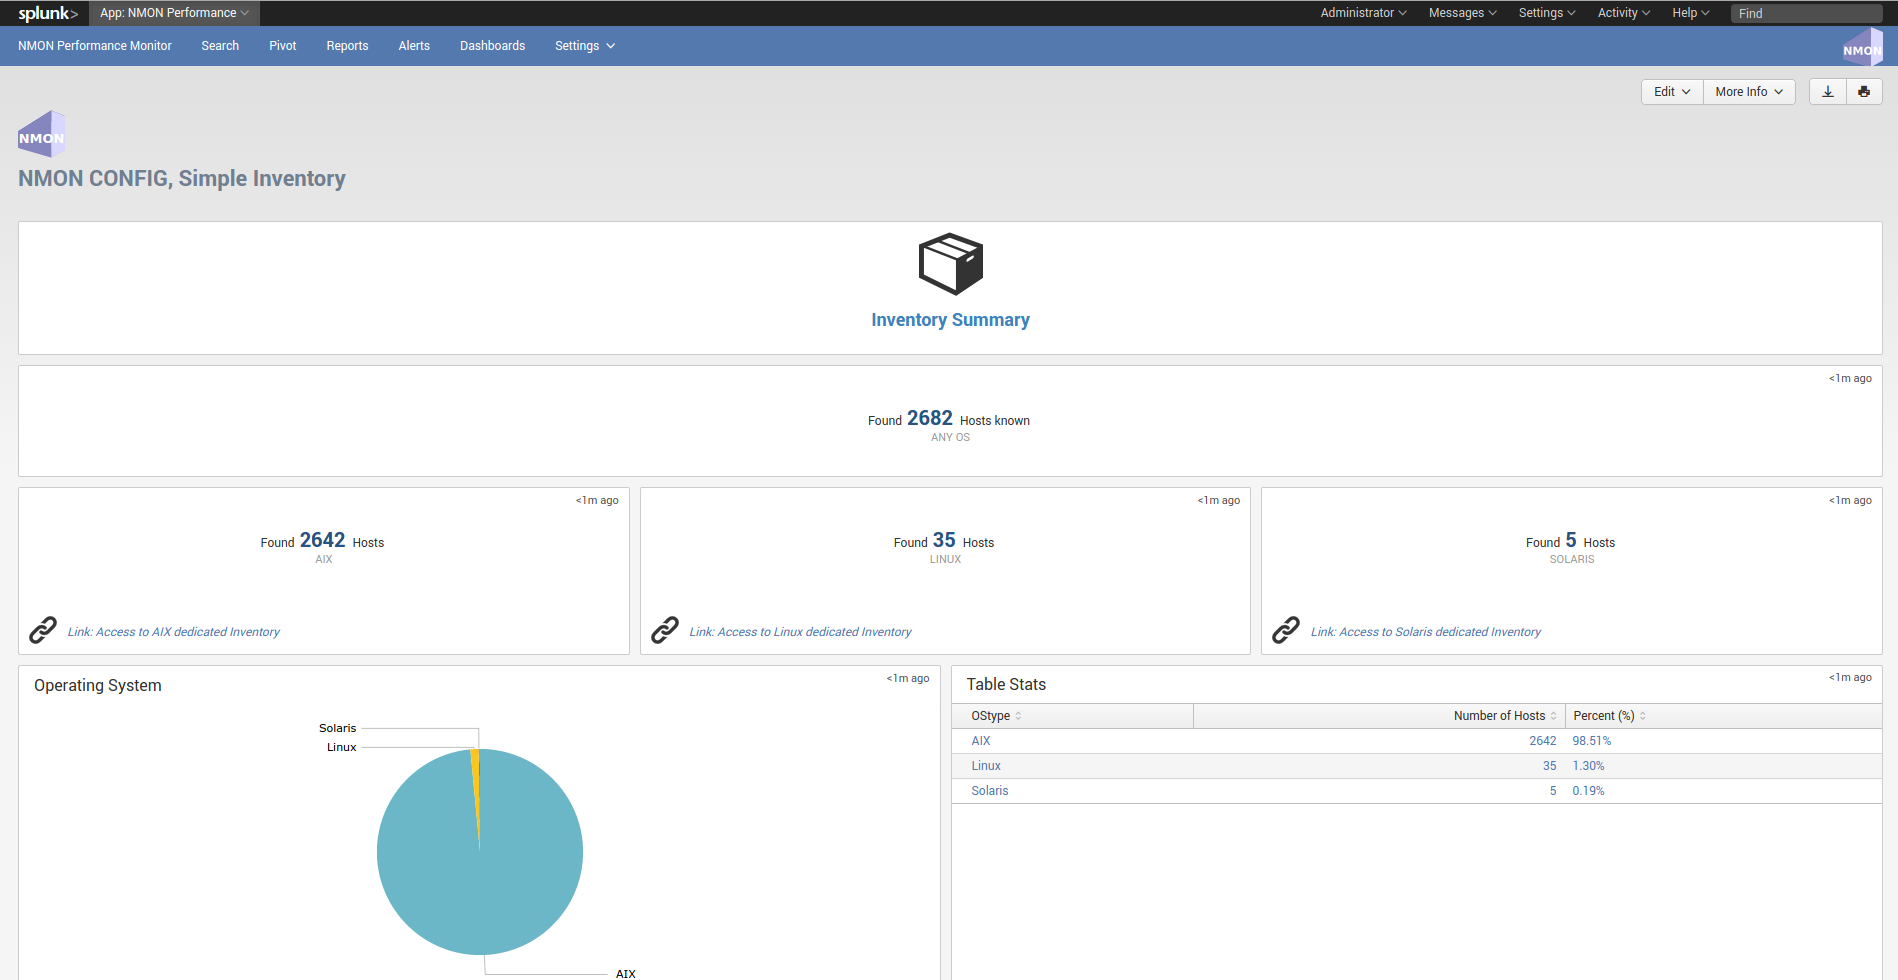 splunk> App: NMON Performance Administrator Messages Settings Activity Help Find
NMON Performance Monitor Search Pivot Reports Alerts Dashboards Settings NMON
Edit More Info
NMON
NMON CONFIG, Simple Inventory
Inventory Summary
<1m ago
Found 2682 Hosts known
ANY OS
<1m ago <1m ago <1m ago
Found 2642 Hosts Found 35 Hosts Found 5 Hosts
AIX LINUX SOLARIS
Link: Access to AIX dedicated Inventory Link: Access to Linux dedicated Inventory Link: Access to Solaris dedicated Inventory
Operating System <1m ago
Solaris
Linux
AIX
Table Stats <1m ago
OStype Number of Hosts Percent (%)
AIX 2642 98.51%
Linux 35 1.30%
Solaris 5 0.19%